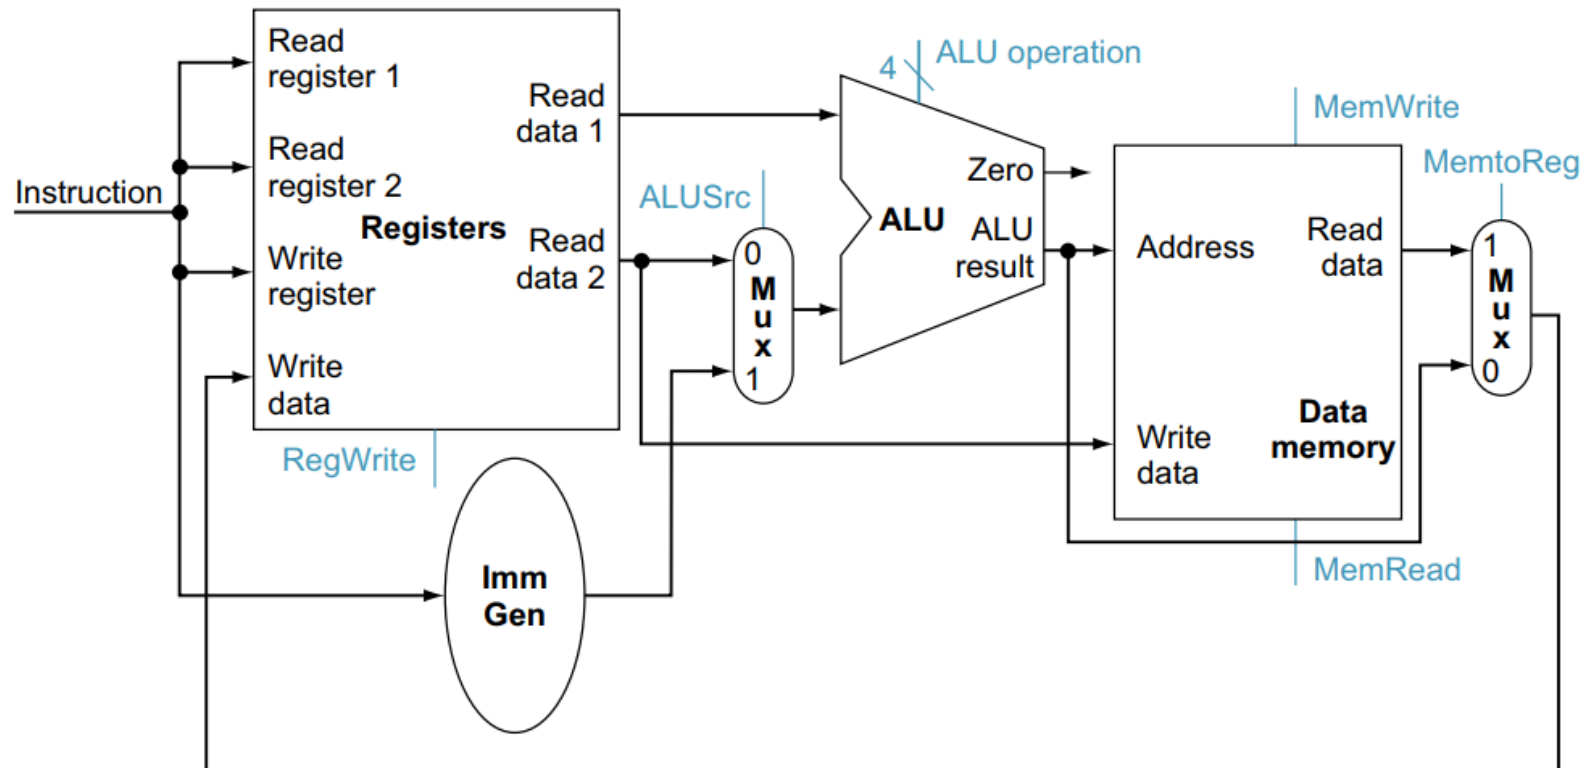 Instruction
Read
register 1
Read
register 2
Registers
Write
register
Write
data
Read
data 1
Read
data 2
RegWrite
Imm
Gen
ALUSrc
0
M
u
x
1
4
ALU operation
Zero
ALU
ALU
result
MemWrite
Address
Read
data
Write
data
Data
memory
MemRead
MemtoReg
1
M
u
x
0